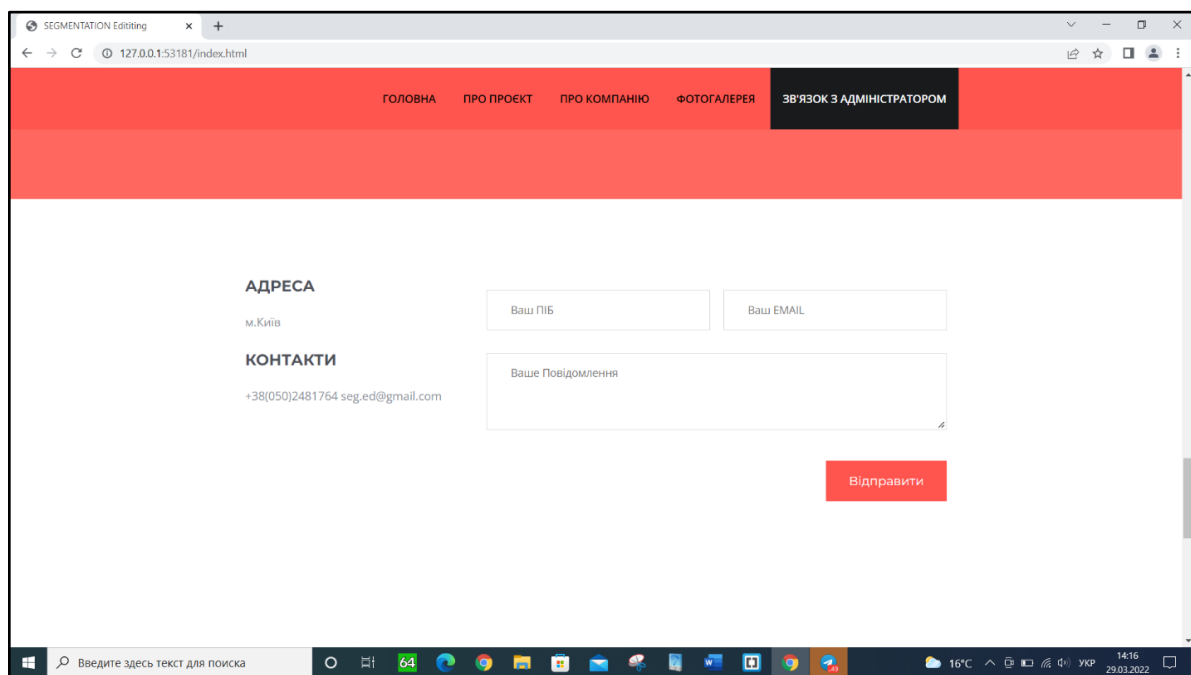 SEGMENTATION Edititing
127.0.0.1:53181/index.html
ГОЛОВНА ПРО ПРОЄКТ ПРО КОМПАНІЮ ФОТОГАЛЕРЕЯ ЗВ'ЯЗОК З АДМІНІСТРАТОРОМ
АДРЕСА
м.Київ
КОНТАКТИ
+38(050)2481764 seg.ed@gmail.com
Ваш ПІБ
Ваш EMAIL
Ваше Повідомлення
Відправити
Введите здесь текст для поиска
64
16°C
УКР
14:16
29.03.2022